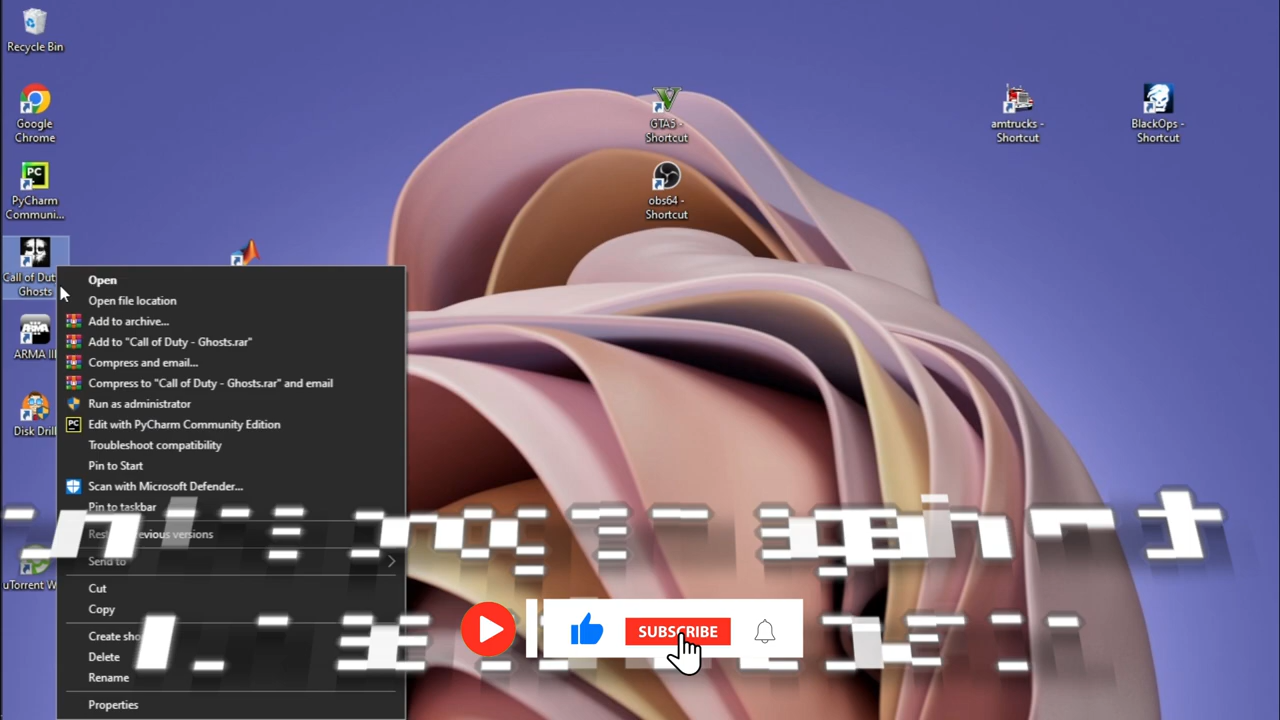 Recycle Bin
Google
Chrome
PyCharm
Communi...
Call of Dut
Ghosts
ARMA III
Disk Drill
uTorrent W
GTA5 -
Shortcut
obs64 -
Shortcut
amtrucks -
Shortcut
BlackOps -
Shortcut
Open
Open file location
Add to archive...
Add to "Call of Duty - Ghosts.rar"
Compress and email...
Compress to "Call of Duty - Ghosts.rar" and email
Run as administrator
Edit with PyCharm Community Edition
Troubleshoot compatibility
Pin to Start
Scan with Microsoft Defender...
Pin to taskbar
previous versions
Send to
Cut
Copy
Create sho
Delete
Rename
Properties
SUBSCRIBE